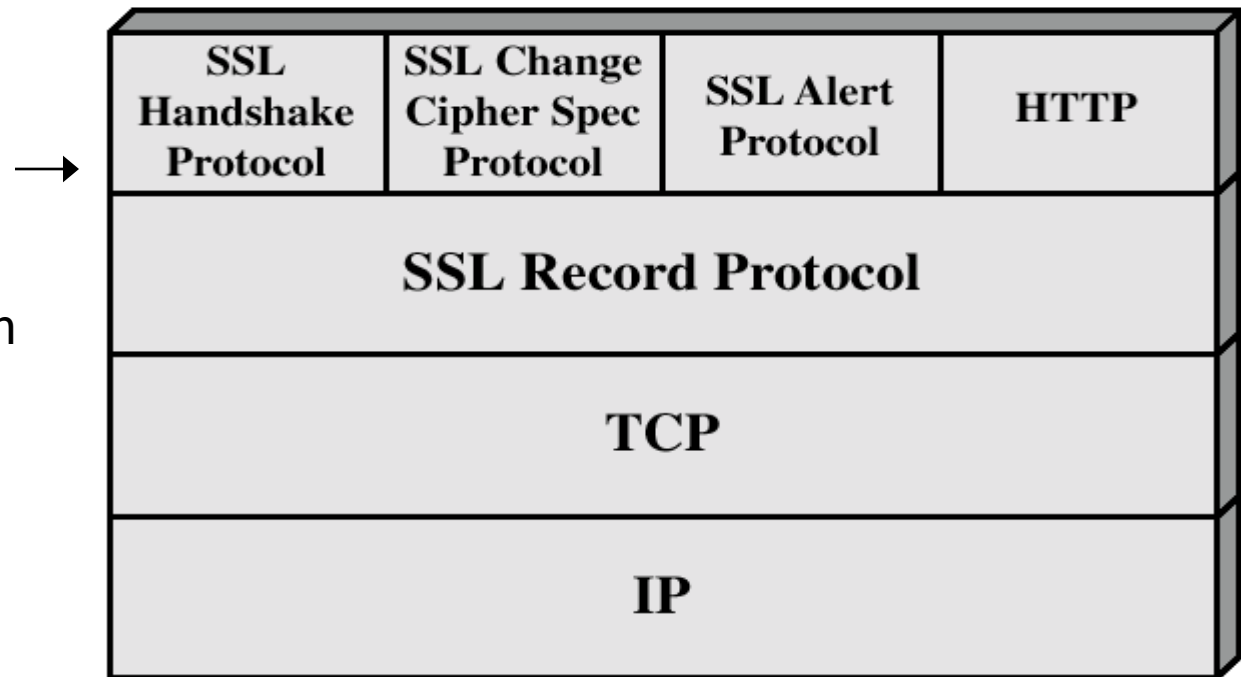 SSL
Handshake
Protocol
SSL Change
Cipher Spec
Protocol
SSL Alert
Protocol
HTTP
SSL Record Protocol
n
TCP
IP